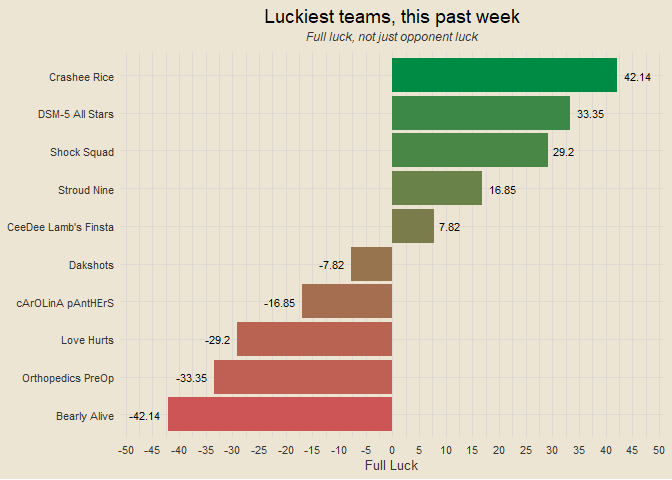 Luckiest teams, this past week
Full luck, not just opponent luck
Crashee Rice 42.14
DSM-5 All Stars 33.35
Shock Squad 29.2
Stroud Nine 16.85
CeeDee Lamb's Finsta 7.82
Dakshots -7.82
cArOLinA pAntHErS -16.85
Love Hurts -29.2
Orthopedics PreOp -33.35
Bearly Alive -42.14
-50 -45 -40 -35 -30 -25 -20 -15 -10 -5 0 5 10 15 20 25 30 35 40 45 50
Full Luck